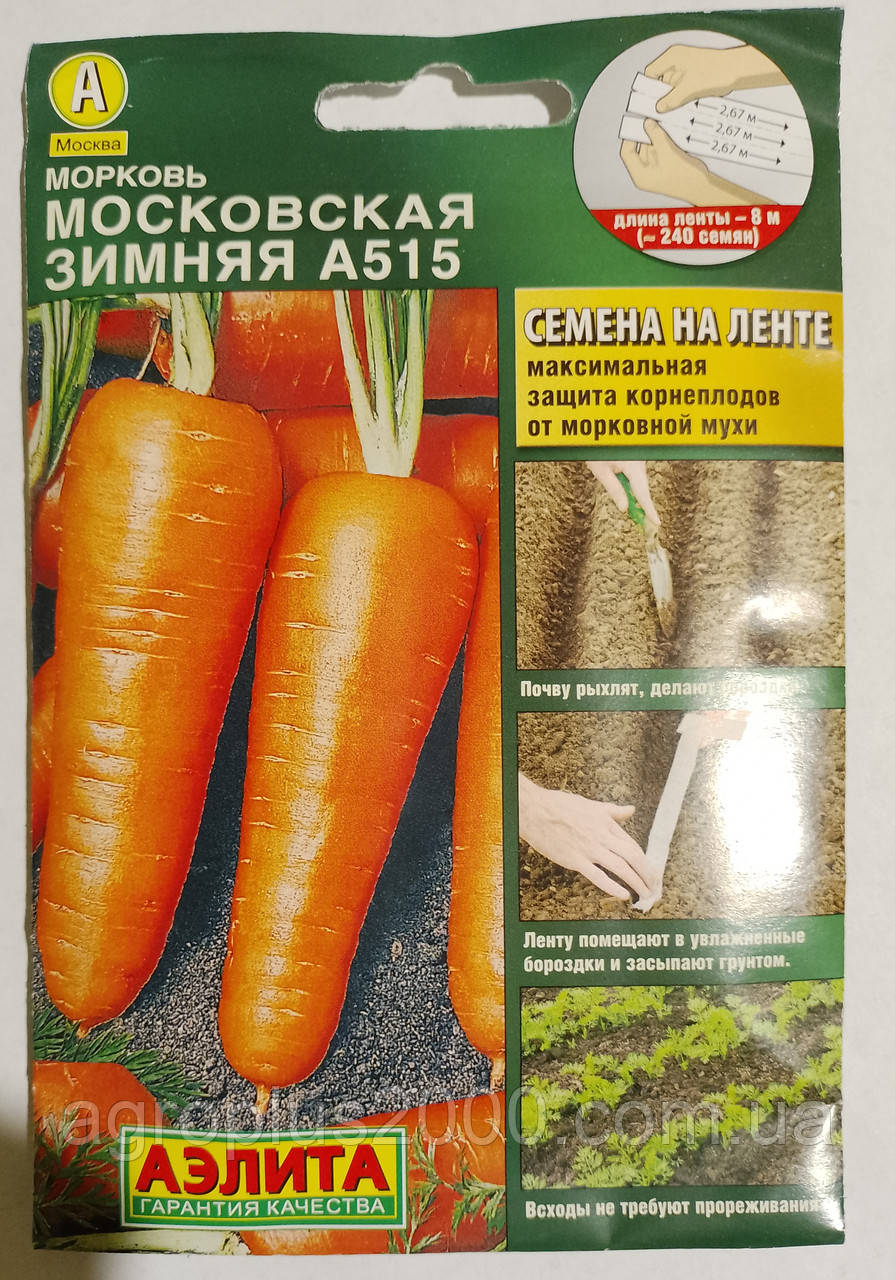 А
Москва
МОРКОВЬ
МОСКОВСКАЯ
ЗИМНЯЯ А515
2,67 м
2,67 м
2,67 м
длина ленты – 8 м
(~ 240 семян)
СЕМЕНА НА ЛЕНТЕ
максимальная
защита корнеплодов
от морковной мухи
Почву рыхлят, делают бороздки.
Ленту помещают в увлажненные
бороздки и засыпают грунтом.
agroplus2000.com.ua
АЭЛИТА
ГАРАНТИЯ КАЧЕСТВА
Всходы не требуют прореживания.